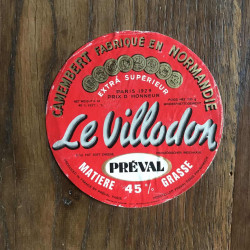 CAMEMBERT FABRIQUÉ EN NORMANDIE
EXTRA SUPÉRIEUR
PARIS 1929
PRIX D'HONNEUR
Le Villodon
PRÉVAL
MATIÈRE 45% GRASSE